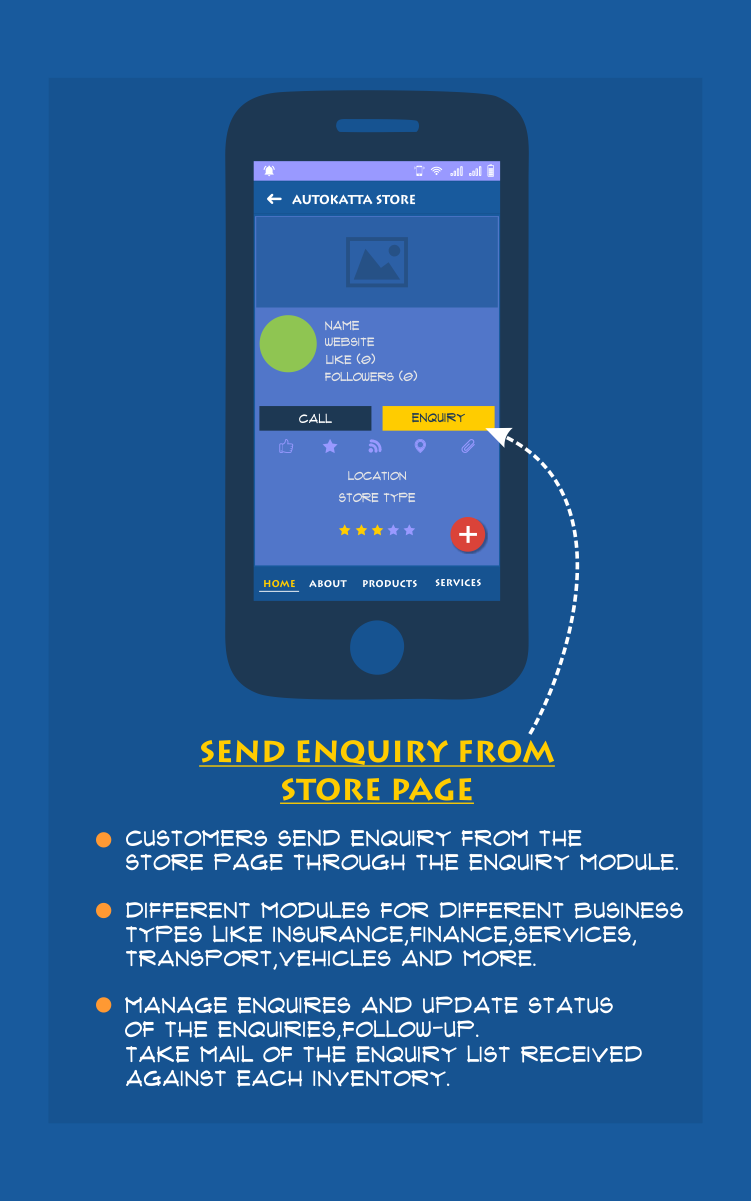 AUTOKATTA STORE
NAME
WEBSITE
LIKE (0)
FOLLOWERS (0)
CALL
ENQUIRY
LOCATION
STORE TYPE
HOME ABOUT PRODUCTS SERVICES
SEND ENQUIRY FROM
STORE PAGE
CUSTOMERS SEND ENQUIRY FROM THE
STORE PAGE THROUGH THE ENQUIRY MODULE.
DIFFERENT MODULES FOR DIFFERENT BUSINESS
TYPES LIKE INSURANCE,FINANCE,SERVICES,
TRANSPORT,VEHICLES AND MORE.
MANAGE ENQUIRES AND UPDATE STATUS
OF THE ENQUIRIES,FOLLOW-UP.
TAKE MAIL OF THE ENQUIRY LIST RECEIVED
AGAINST EACH INVENTORY.